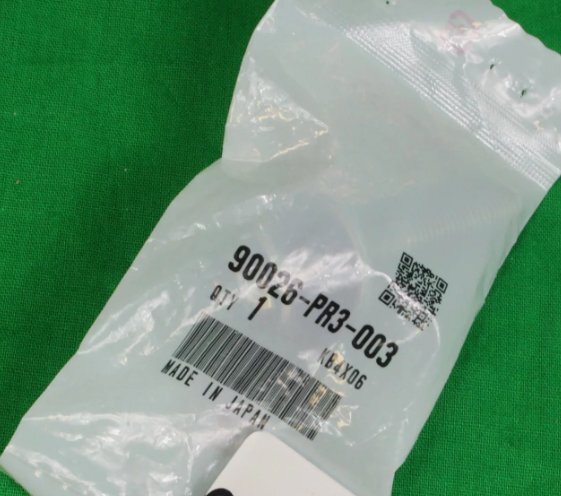 90026-PR3-003
QTY 1
KB4X06
MADE IN JAPAN